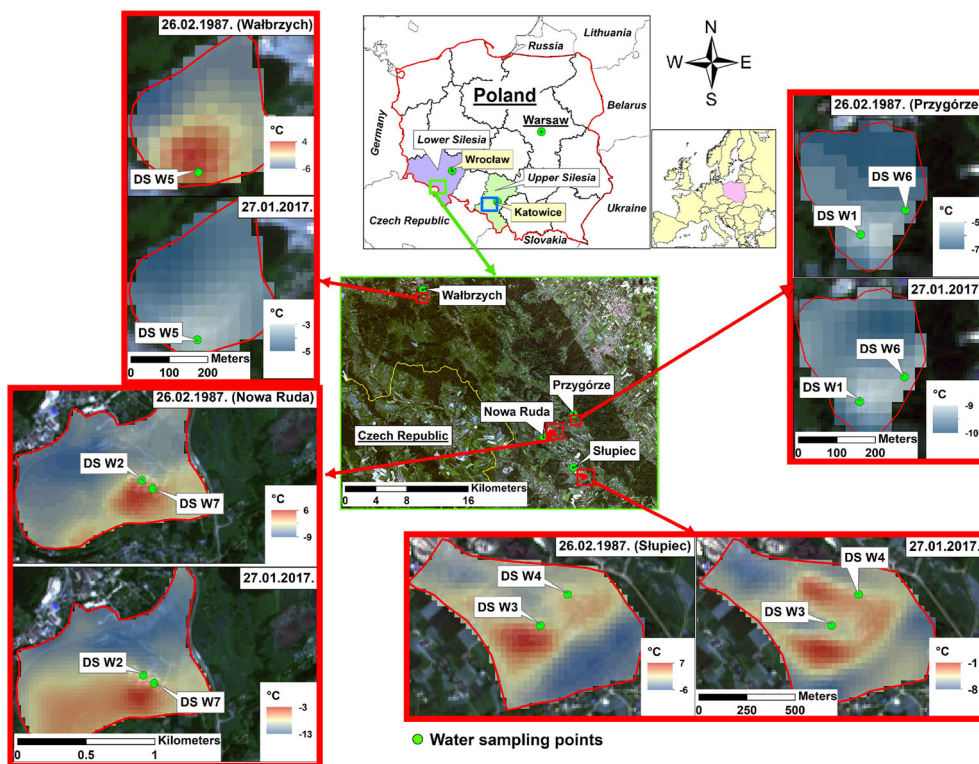 26.02.1987. (Wałbrzych)
°C
4
-6
DS W5
27.01.2017.
°C
-3
-5
DS W5
Meters
0 100 200
Lithuania
Russia
Poland
Belarus
Germany
Warsaw
Lower Silesia
Wrocław
Upper Silesia
Ukraine
Katowice
Czech Republic
Slovakia
N
W E
S
26.02.1987. (Przygórze)
°C
DS W6
-5
DS W1
-7
27.01.2017.
DS W6
°C
DS W1
-9
-10
Meters
0 100 200
Wałbrzych
Przygórze
Nowa Ruda
Czech Republic
Słupiec
Kilometers
0 4 8 16
26.02.1987. (Nowa Ruda)
DS W2
DS W7
°C
6
-9
27.01.2017.
DS W2
DS W7
°C
-3
-13
Kilometers
0 0.5 1
26.02.1987. (Słupiec)
DS W4
DS W3
°C
7
-6
27.01.2017.
DS W4
DS W3
°C
-1
-8
Meters
0 250 500
Water sampling points